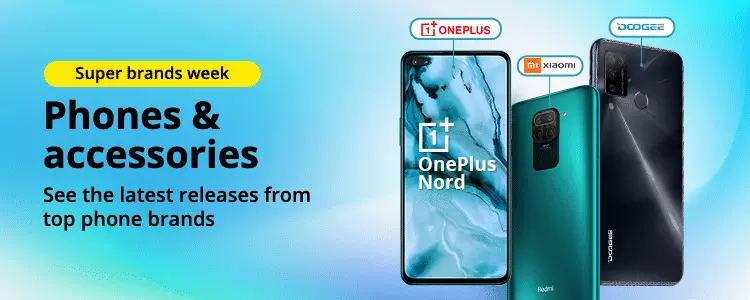 Super brands week
Phones &
accessories
See the latest releases from
top phone brands
1+ ONEPLUS
mi xiaomi
DOOGEE
1+
OnePlus
Nord
Redmi
DOOGEE